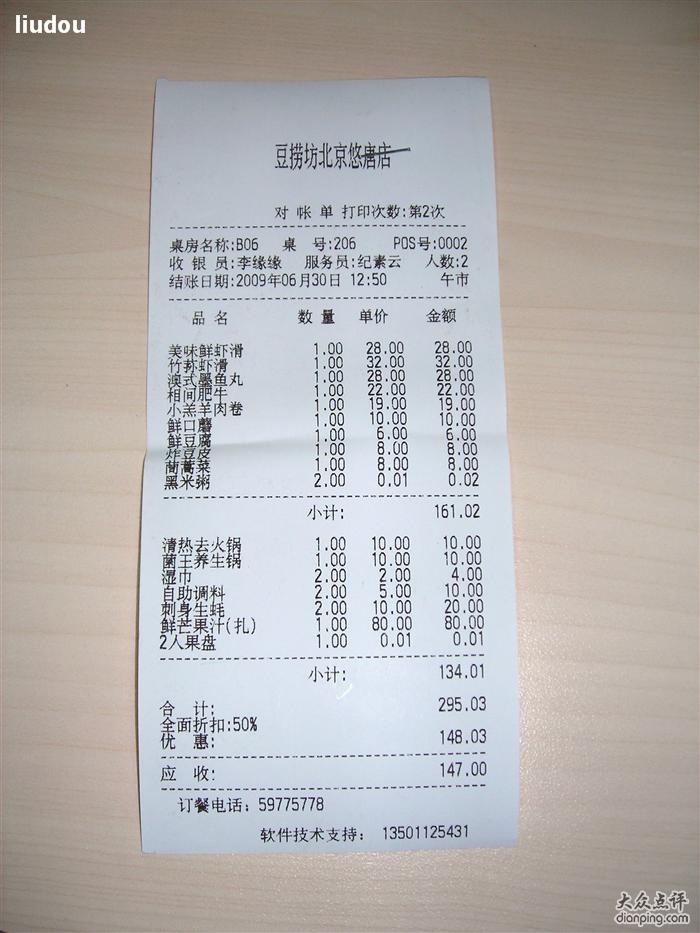 liudou
豆捞坊北京悠唐店
对 帐 单 打印次数:第2次
桌房名称:B06 桌 号:206 POS号:0002
收 银 员:李缘缘 服务员:纪素云 人数:2
结账日期:2009年06月30日 12:50 午市
品 名 数 量 单价 金额
美味鲜虾滑 1.00 28.00 28.00
竹荪虾滑 1.00 32.00 32.00
澳式墨鱼丸 1.00 28.00 28.00
相间肥牛 1.00 22.00 22.00
小羔羊肉卷 1.00 19.00 19.00
鲜口蘑 1.00 10.00 10.00
鲜豆腐 1.00 6.00 6.00
炸豆皮 1.00 8.00 8.00
茼蒿菜 1.00 8.00 8.00
黑米粥 2.00 0.01 0.02
小计: 161.02
清热去火锅 1.00 10.00 10.00
菌王养生锅 1.00 10.00 10.00
湿巾 2.00 2.00 4.00
自助调料 2.00 5.00 10.00
刺身生蚝 2.00 10.00 20.00
鲜芒果汁(扎) 1.00 80.00 80.00
2人果盘 1.00 0.01 0.01
小计: 134.01
合 计: 295.03
全面折扣:50%
优 惠: 148.03
应 收: 147.00
订餐电话: 59775778
软件技术支持: 13501125431
大众点评
dianping.com